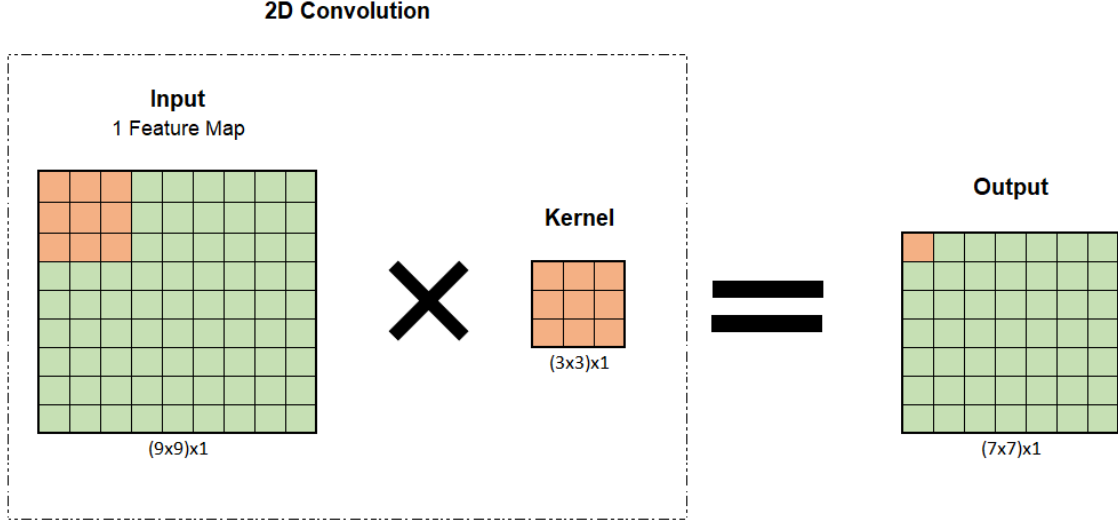 2D Convolution
Input
1 Feature Map
(9x9)x1
Kernel
(3x3)x1
Output
(7x7)x1